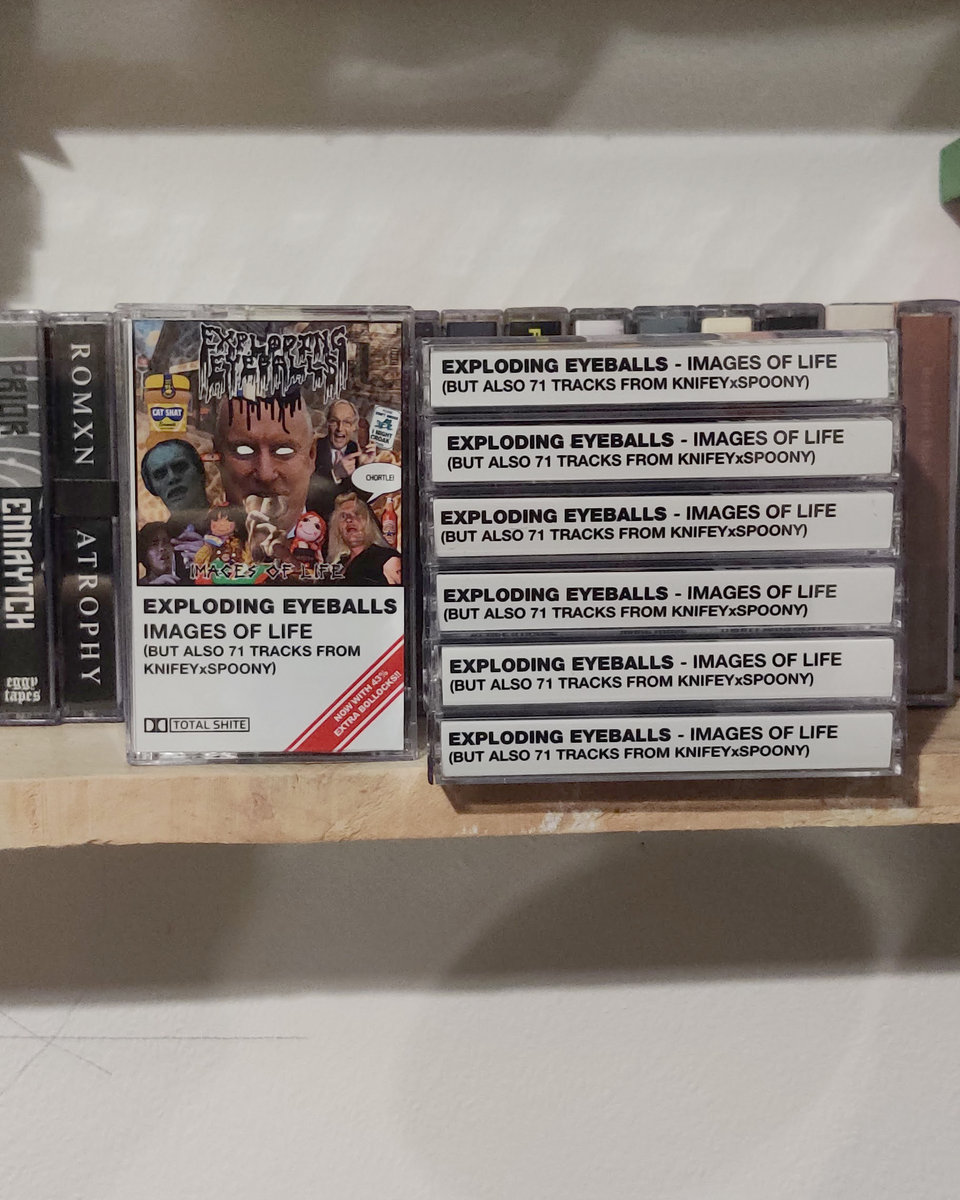 ROMXN
ATROPHY
eggy
tapes
EXPLODING
EYEBALLS
CAT SHAT
CHORTLE!
IMAGES OF LIFE
EXPLODING EYEBALLS
IMAGES OF LIFE
(BUT ALSO 71 TRACKS FROM
KNIFEYxSPOONY)
NOW WITH 43%
EXTRA BOLLOCKS!!
TOTAL SHITE
EXPLODING EYEBALLS - IMAGES OF LIFE
(BUT ALSO 71 TRACKS FROM KNIFEYxSPOONY)
EXPLODING EYEBALLS - IMAGES OF LIFE
(BUT ALSO 71 TRACKS FROM KNIFEYxSPOONY)
EXPLODING EYEBALLS - IMAGES OF LIFE
(BUT ALSO 71 TRACKS FROM KNIFEYxSPOONY)
EXPLODING EYEBALLS - IMAGES OF LIFE
(BUT ALSO 71 TRACKS FROM KNIFEYxSPOONY)
EXPLODING EYEBALLS - IMAGES OF LIFE
(BUT ALSO 71 TRACKS FROM KNIFEYxSPOONY)
EXPLODING EYEBALLS - IMAGES OF LIFE
(BUT ALSO 71 TRACKS FROM KNIFEYxSPOONY)